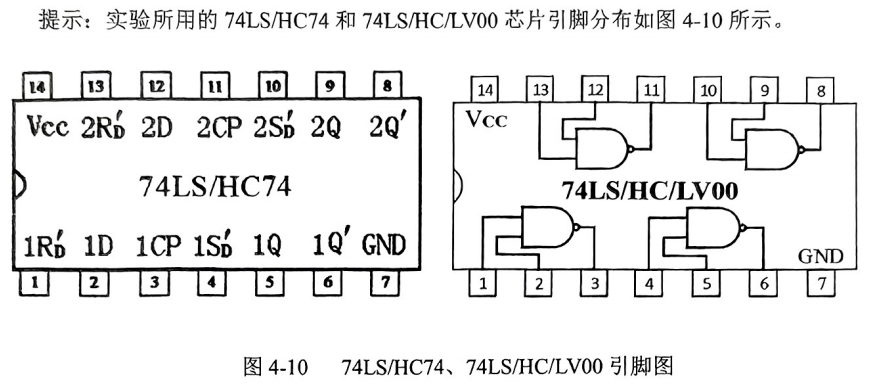 提示：实验所用的 74LS/HC74 和 74LS/HC/LV00 芯片引脚分布如图 4-10 所示。
14 13 12 11 10 9 8
Vcc 2R′D 2D 2CP 2S′D 2Q 2Q′
74LS/HC74
1R′D 1D 1CP 1S′D 1Q 1Q′ GND
1 2 3 4 5 6 7
14 13 12 11 10 9 8
Vcc
74LS/HC/LV00
GND
1 2 3 4 5 6 7
图 4-10 74LS/HC74、74LS/HC/LV00 引脚图